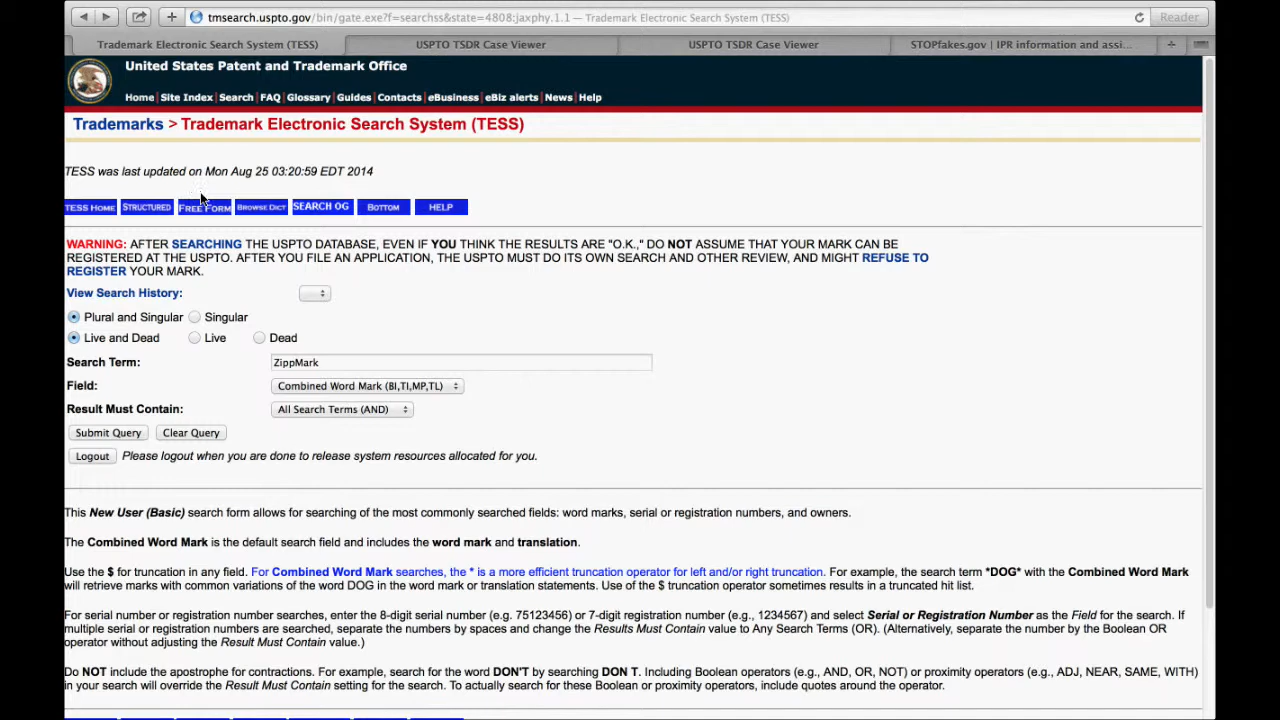 tmsearch.uspto.gov/bin/gate.exe?f=searchss&state=4808:jaxphy.1.1 — Trademark Electronic Search System (TESS)
Reader
Trademark Electronic Search System (TESS)
USPTO TSDR Case Viewer
USPTO TSDR Case Viewer
STOPfakes.gov | IPR information and assi...
United States Patent and Trademark Office
Home | Site Index | Search | FAQ | Glossary | Guides | Contacts | eBusiness | eBiz alerts | News | Help
Trademarks > Trademark Electronic Search System (TESS)
TESS was last updated on Mon Aug 25 03:20:59 EDT 2014
TESS HOME STRUCTURED FREE FORM BROWSE DICT SEARCH OG BOTTOM HELP
WARNING: AFTER SEARCHING THE USPTO DATABASE, EVEN IF YOU THINK THE RESULTS ARE "O.K.," DO NOT ASSUME THAT YOUR MARK CAN BE
REGISTERED AT THE USPTO. AFTER YOU FILE AN APPLICATION, THE USPTO MUST DO ITS OWN SEARCH AND OTHER REVIEW, AND MIGHT REFUSE TO
REGISTER YOUR MARK.
View Search History:
Plural and Singular Singular
Live and Dead Live Dead
Search Term: ZippMark
Field: Combined Word Mark (BI,TI,MP,TL)
Result Must Contain: All Search Terms (AND)
Submit Query Clear Query
Logout Please logout when you are done to release system resources allocated for you.
This New User (Basic) search form allows for searching of the most commonly searched fields: word marks, serial or registration numbers, and owners.
The Combined Word Mark is the default search field and includes the word mark and translation.
Use the $ for truncation in any field. For Combined Word Mark searches, the * is a more efficient truncation operator for left and/or right truncation. For example, the search term *DOG* with the Combined Word Mark
will retrieve marks with common variations of the word DOG in the word mark or translation statements. Use of the $ truncation operator sometimes results in a truncated hit list.
For serial number or registration number searches, enter the 8-digit serial number (e.g. 75123456) or 7-digit registration number (e.g., 1234567) and select Serial or Registration Number as the Field for the search. If
multiple serial or registration numbers are searched, separate the numbers by spaces and change the Results Must Contain value to Any Search Terms (OR). (Alternatively, separate the number by the Boolean OR
operator without adjusting the Result Must Contain value.)
Do NOT include the apostrophe for contractions. For example, search for the word DON'T by searching DON T. Including Boolean operators (e.g., AND, OR, NOT) or proximity operators (e.g., ADJ, NEAR, SAME, WITH)
in your search will override the Result Must Contain setting for the search. To actually search for these Boolean or proximity operators, include quotes around the operator.